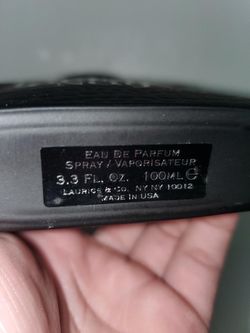 EAU DE PARFUM
SPRAY / VAPORISATEUR
3.3 FL. OZ. 100ML ℮
LAURICE & CO. NY NY 10012
MADE IN USA